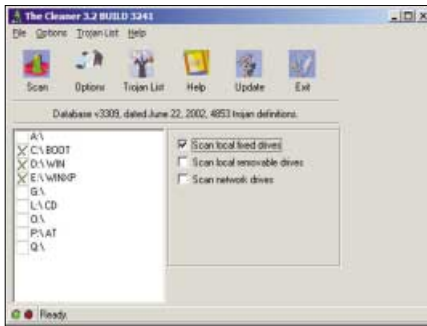 The Cleaner 3.2 BUILD 3241
File Options Trojan List Help
Scan Options Trojan List Help Update Exit
Database v3309, dated June 22, 2002, 4853 trojan definitions.
A:\
C:\ BOOT
D:\ WIN
E:\ WINXP
G:\
L:\ CD
O:\
P:\ AT
Q:\
Scan local fixed drives
Scan local removable drives
Scan network drives
Ready.